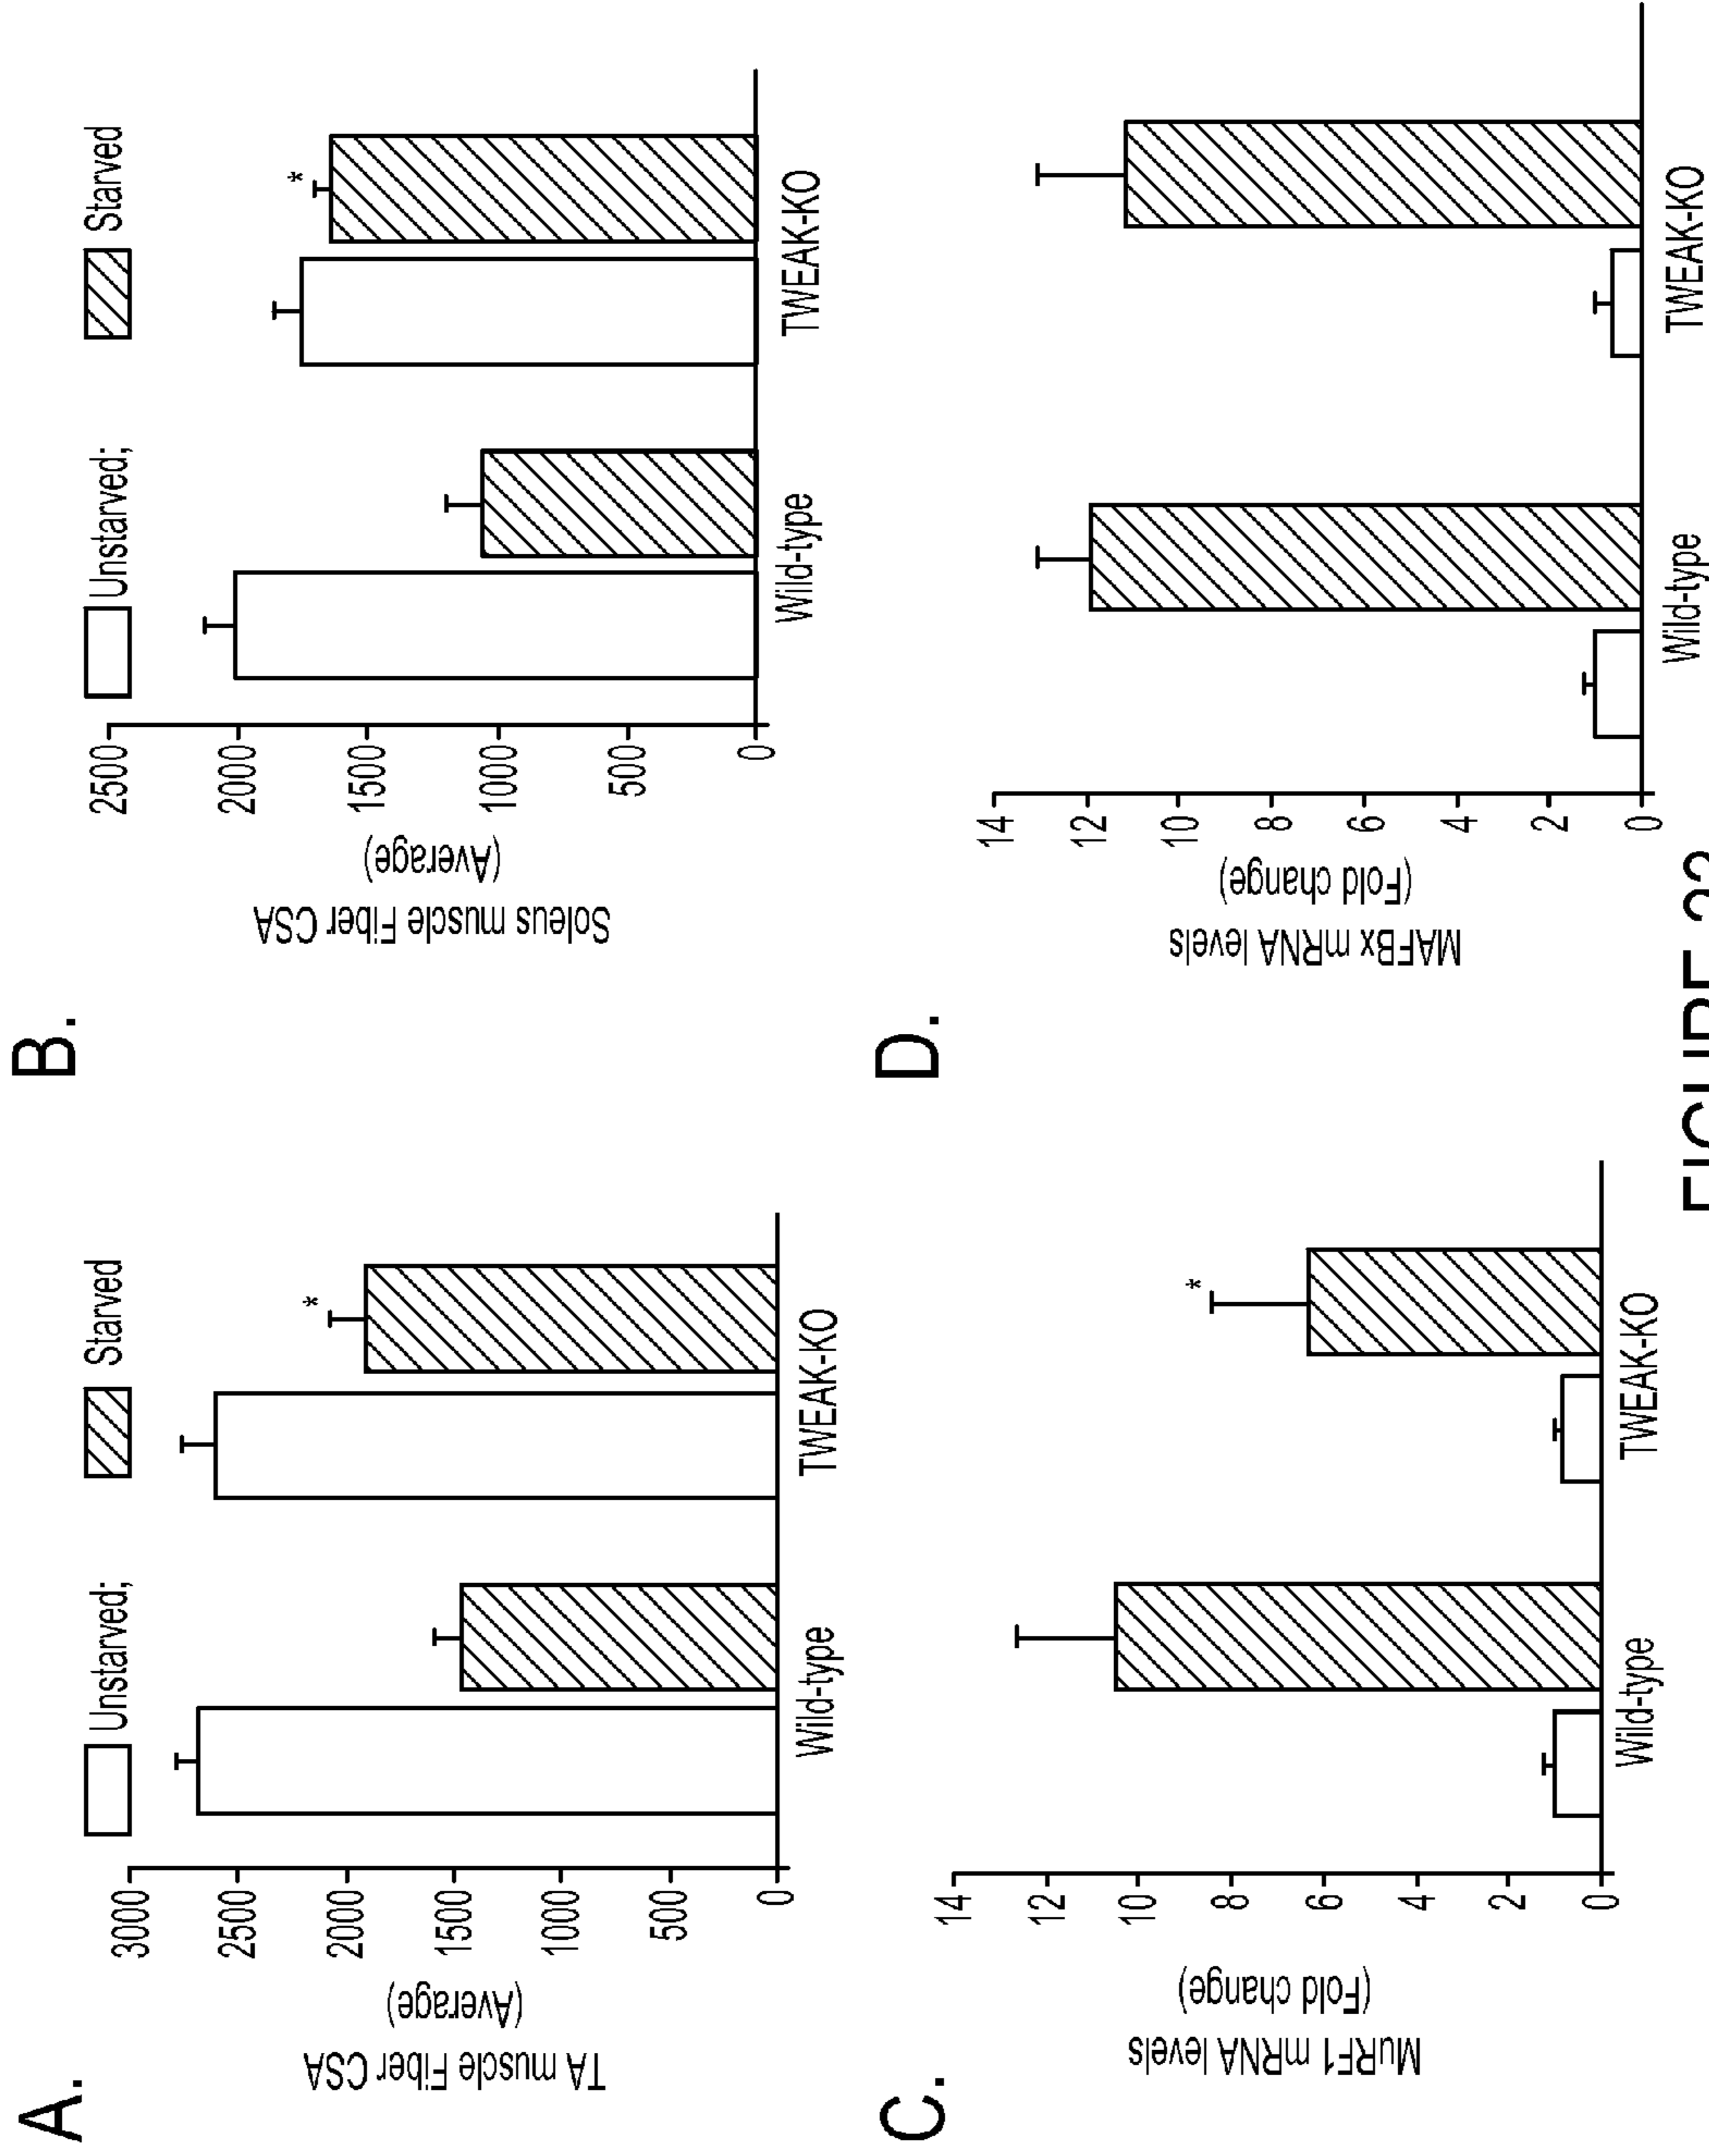 A.
Unstarved;
Starved
TA muscle Fiber CSA
(Average)
3000
2500
2000
1500
1000
500
0
*
Wild-type
TWEAK-KO
B.
Unstarved;
Starved
Soleus muscle Fiber CSA
(Average)
2500
2000
1500
1000
500
0
*
Wild-type
TWEAK-KO
C.
MuRF1 mRNA levels
(Fold change)
14
12
10
8
6
4
2
0
*
Wild-type
TWEAK-KO
D.
MAFBx mRNA levels
(Fold change)
14
12
10
8
6
4
2
0
Wild-type
TWEAK-KO
FIGURE